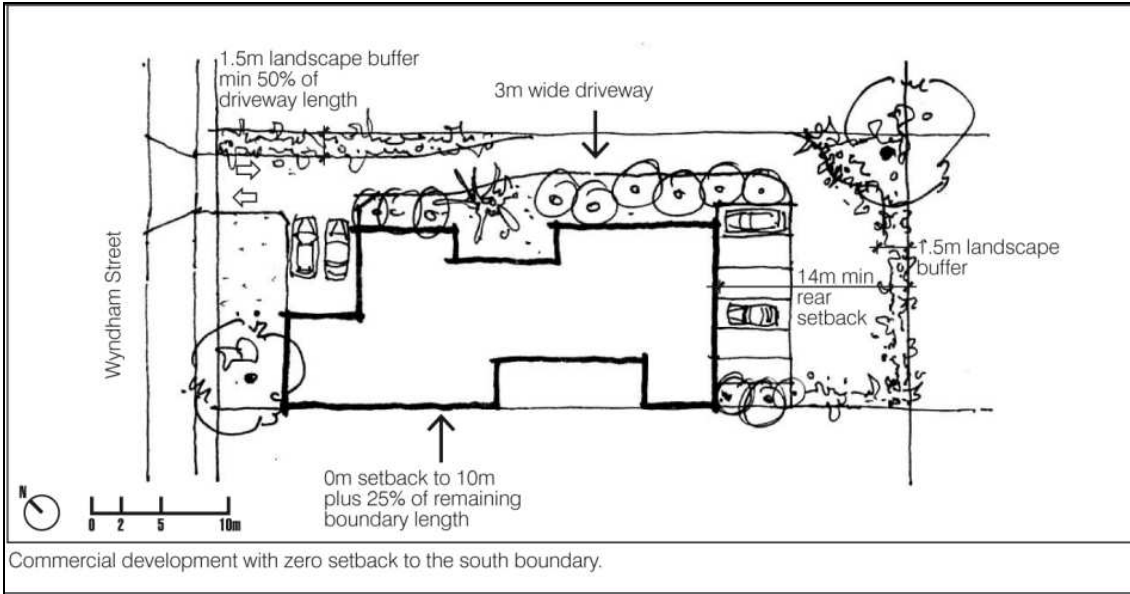 1.5m landscape buffer
min 50% of
driveway length
3m wide driveway
Wyndham Street
1.5m landscape
buffer
14m min
rear
setback
0m setback to 10m
plus 25% of remaining
boundary length
N
0 2 5 10m
Commercial development with zero setback to the south boundary.